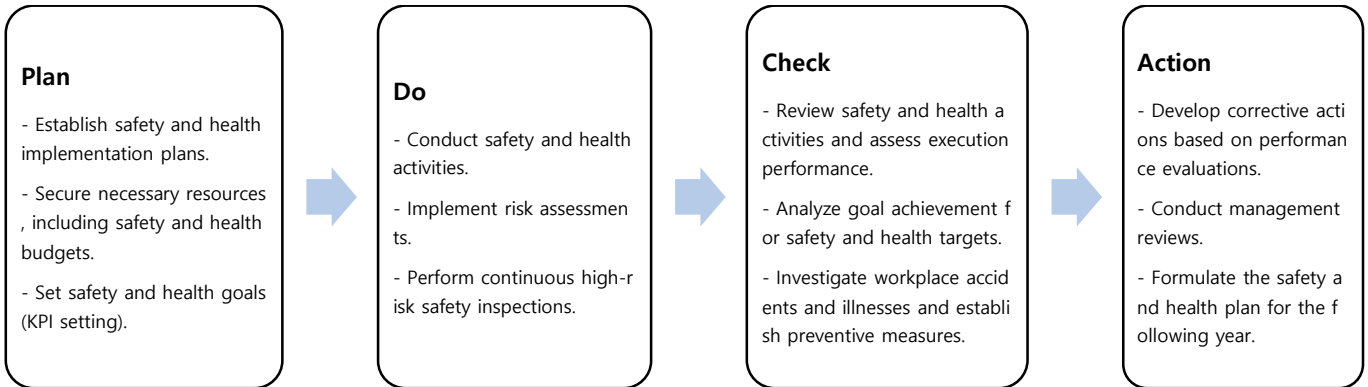 Plan
- Establish safety and health
implementation plans.
- Secure necessary resources
, including safety and health
budgets.
- Set safety and health goals
(KPI setting).
Do
- Conduct safety and health
activities.
- Implement risk assessmen
ts.
- Perform continuous high-r
isk safety inspections.
Check
- Review safety and health a
ctivities and assess execution
performance.
- Analyze goal achievement f
or safety and health targets.
- Investigate workplace accid
ents and illnesses and establi
sh preventive measures.
Action
- Develop corrective acti
ons based on performan
ce evaluations.
- Conduct management
reviews.
- Formulate the safety a
nd health plan for the f
ollowing year.